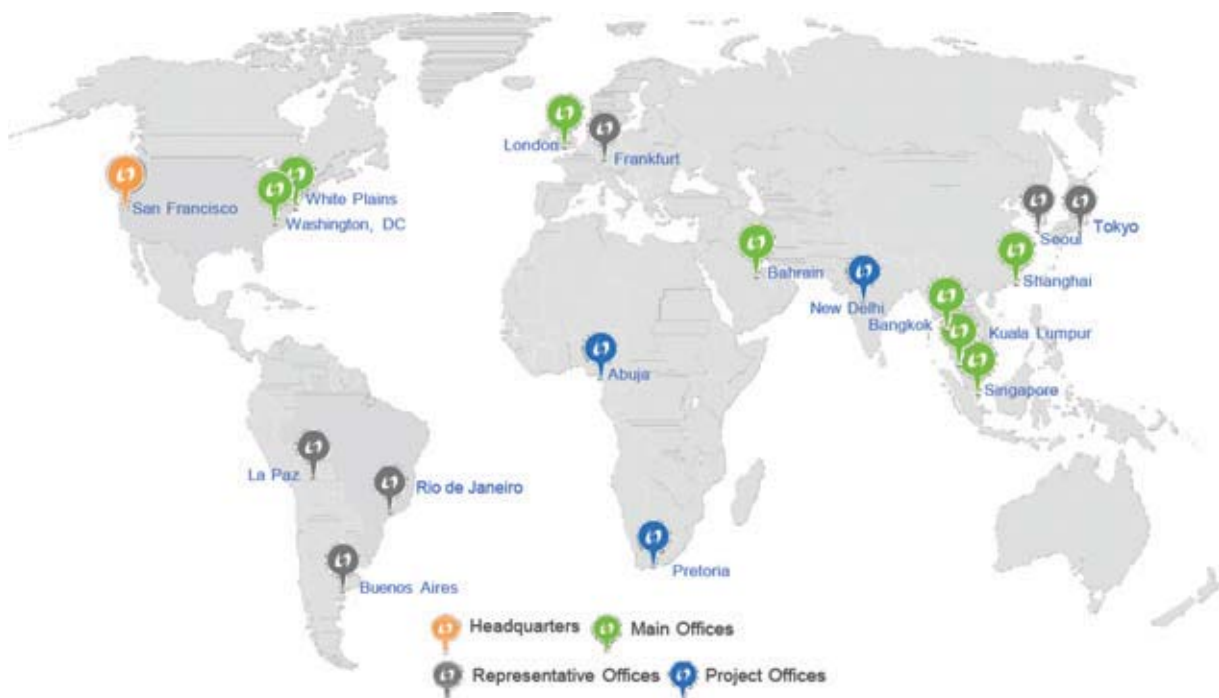 London
Frankfurt
White Plains
San Francisco
Washington, DC
Seoul
Tokyo
Bahrain
Shanghai
New Delhi
Bangkok
Kuala Lumpur
Abuja
Singapore
La Paz
Rio de Janeiro
Pretoria
Buenos Aires
Headquarters
Main Offices
Representative Offices
Project Offices